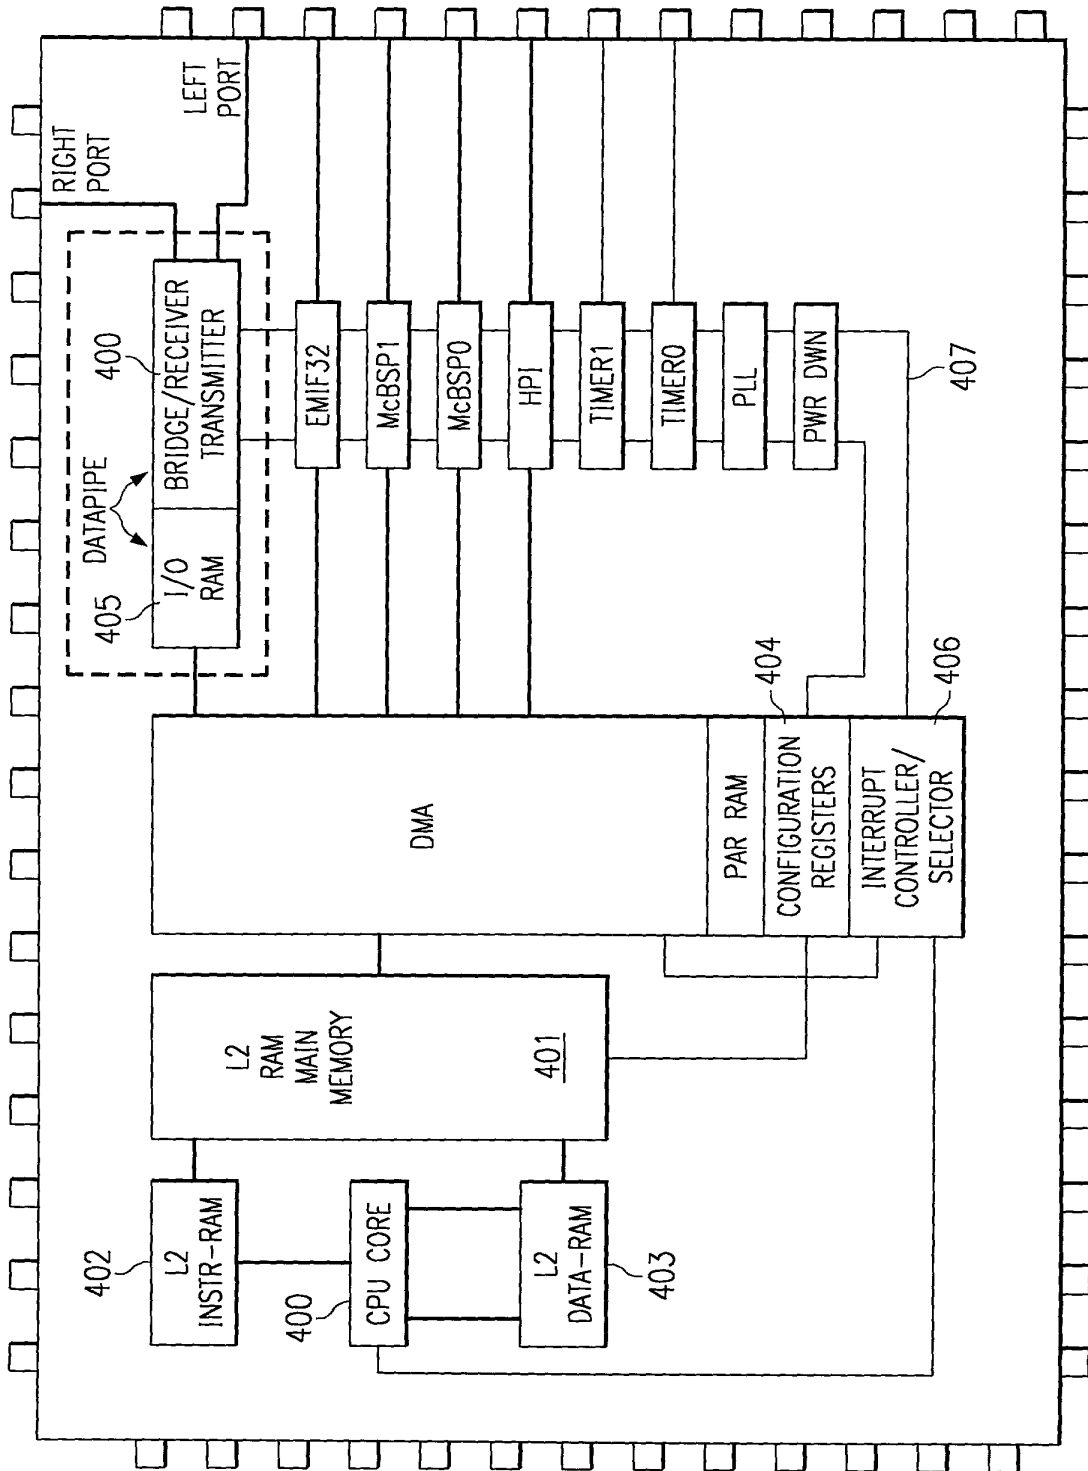 RIGHT
PORT
LEFT
PORT
DATAPIPE
400
405
I/O
RAM
BRIDGE/RECEIVER
TRANSMITTER
EMIF32
McBSP1
McBSP0
HPI
TIMER1
TIMER0
PLL
PWR DWN
407
DMA
PAR RAM
CONFIGURATION
REGISTERS
404
INTERRUPT
CONTROLLER/
SELECTOR
406
L2
RAM
MAIN
MEMORY
401
402
L2
INSTR-RAM
400
CPU CORE
L2
DATA-RAM
403